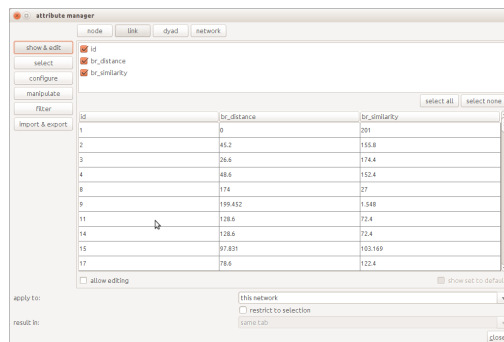 attribute manager
node link dyad network
show & edit
select
configure
manipulate
filter
import & export
id
br_distance
br_similarity
select all select none
id br_distance br_similarity
1 0 201
2 45.2 155.8
3 26.6 174.4
4 48.6 152.4
8 174 27
9 199.452 1.548
11 128.6 72.4
14 128.6 72.4
15 97.831 103.169
17 78.6 122.4
allow editing show set to defaul
apply to: this network
restrict to selection
result in: same tab
close